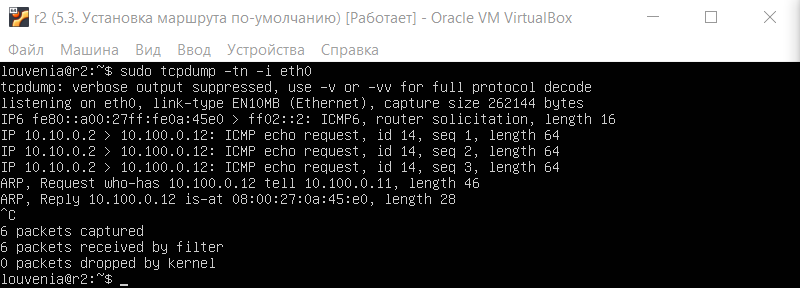 r2 (5.3. Установка маршрута по-умолчанию) [Работает] - Oracle VM VirtualBox
Файл Машина Вид Ввод Устройства Справка
louvenia@r2:~$ sudo tcpdump -tn -i eth0
tcpdump: verbose output suppressed, use -v or -vv for full protocol decode
listening on eth0, link-type EN10MB (Ethernet), capture size 262144 bytes
IP6 fe80::a00:27ff:fe0a:45e0 > ff02::2: ICMP6, router solicitation, length 16
IP 10.10.0.2 > 10.100.0.12: ICMP echo request, id 14, seq 1, length 64
IP 10.10.0.2 > 10.100.0.12: ICMP echo request, id 14, seq 2, length 64
IP 10.10.0.2 > 10.100.0.12: ICMP echo request, id 14, seq 3, length 64
ARP, Request who-has 10.100.0.12 tell 10.100.0.11, length 46
ARP, Reply 10.100.0.12 is-at 08:00:27:0a:45:e0, length 28
^C
6 packets captured
6 packets received by filter
0 packets dropped by kernel
louvenia@r2:~$ _